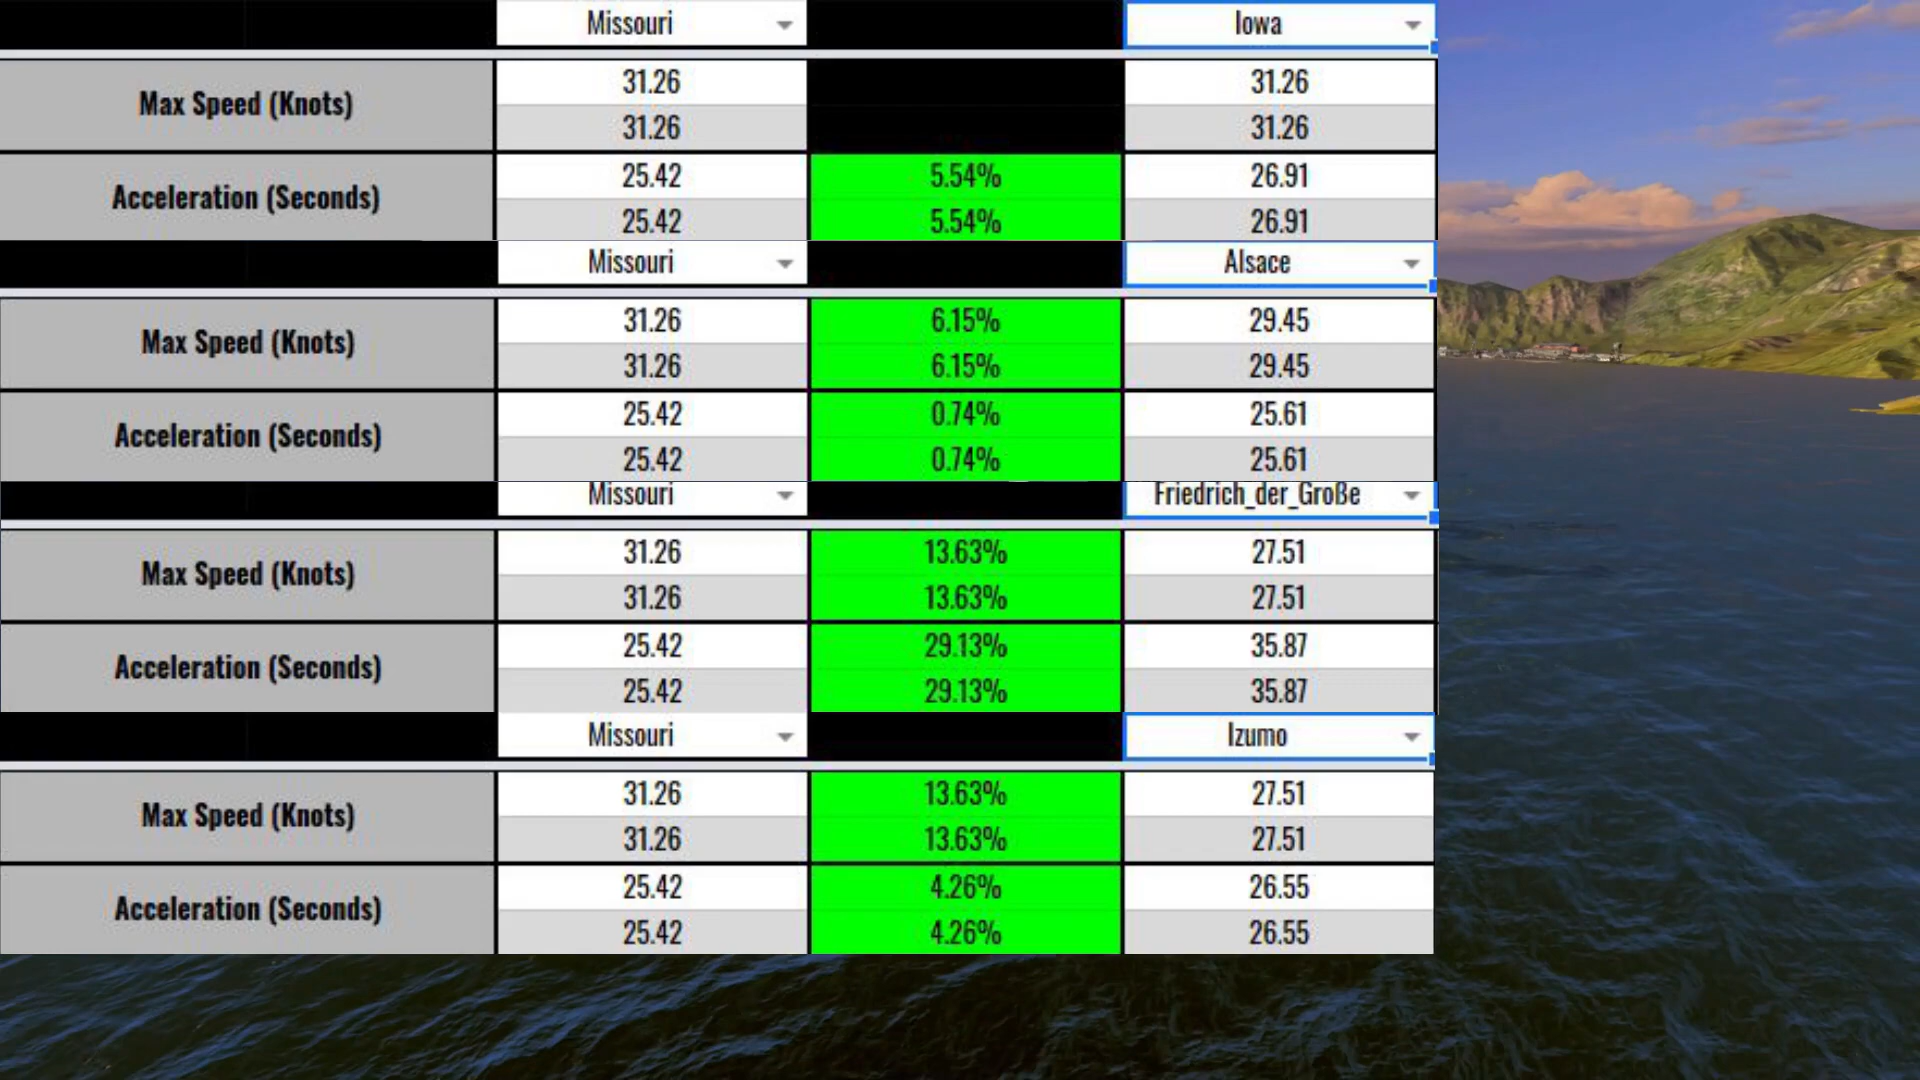 Missouri Iowa
31.26 31.26
Max Speed (Knots)
31.26 31.26
25.42 5.54% 26.91
Acceleration (Seconds)
25.42 5.54% 26.91
Missouri Alsace
31.26 6.15% 29.45
Max Speed (Knots)
31.26 6.15% 29.45
25.42 0.74% 25.61
Acceleration (Seconds)
25.42 0.74% 25.61
Missouri Friedrich_der_Große
31.26 13.63% 27.51
Max Speed (Knots)
31.26 13.63% 27.51
25.42 29.13% 35.87
Acceleration (Seconds)
25.42 29.13% 35.87
Missouri Izumo
31.26 13.63% 27.51
Max Speed (Knots)
31.26 13.63% 27.51
25.42 4.26% 26.55
Acceleration (Seconds)
25.42 4.26% 26.55